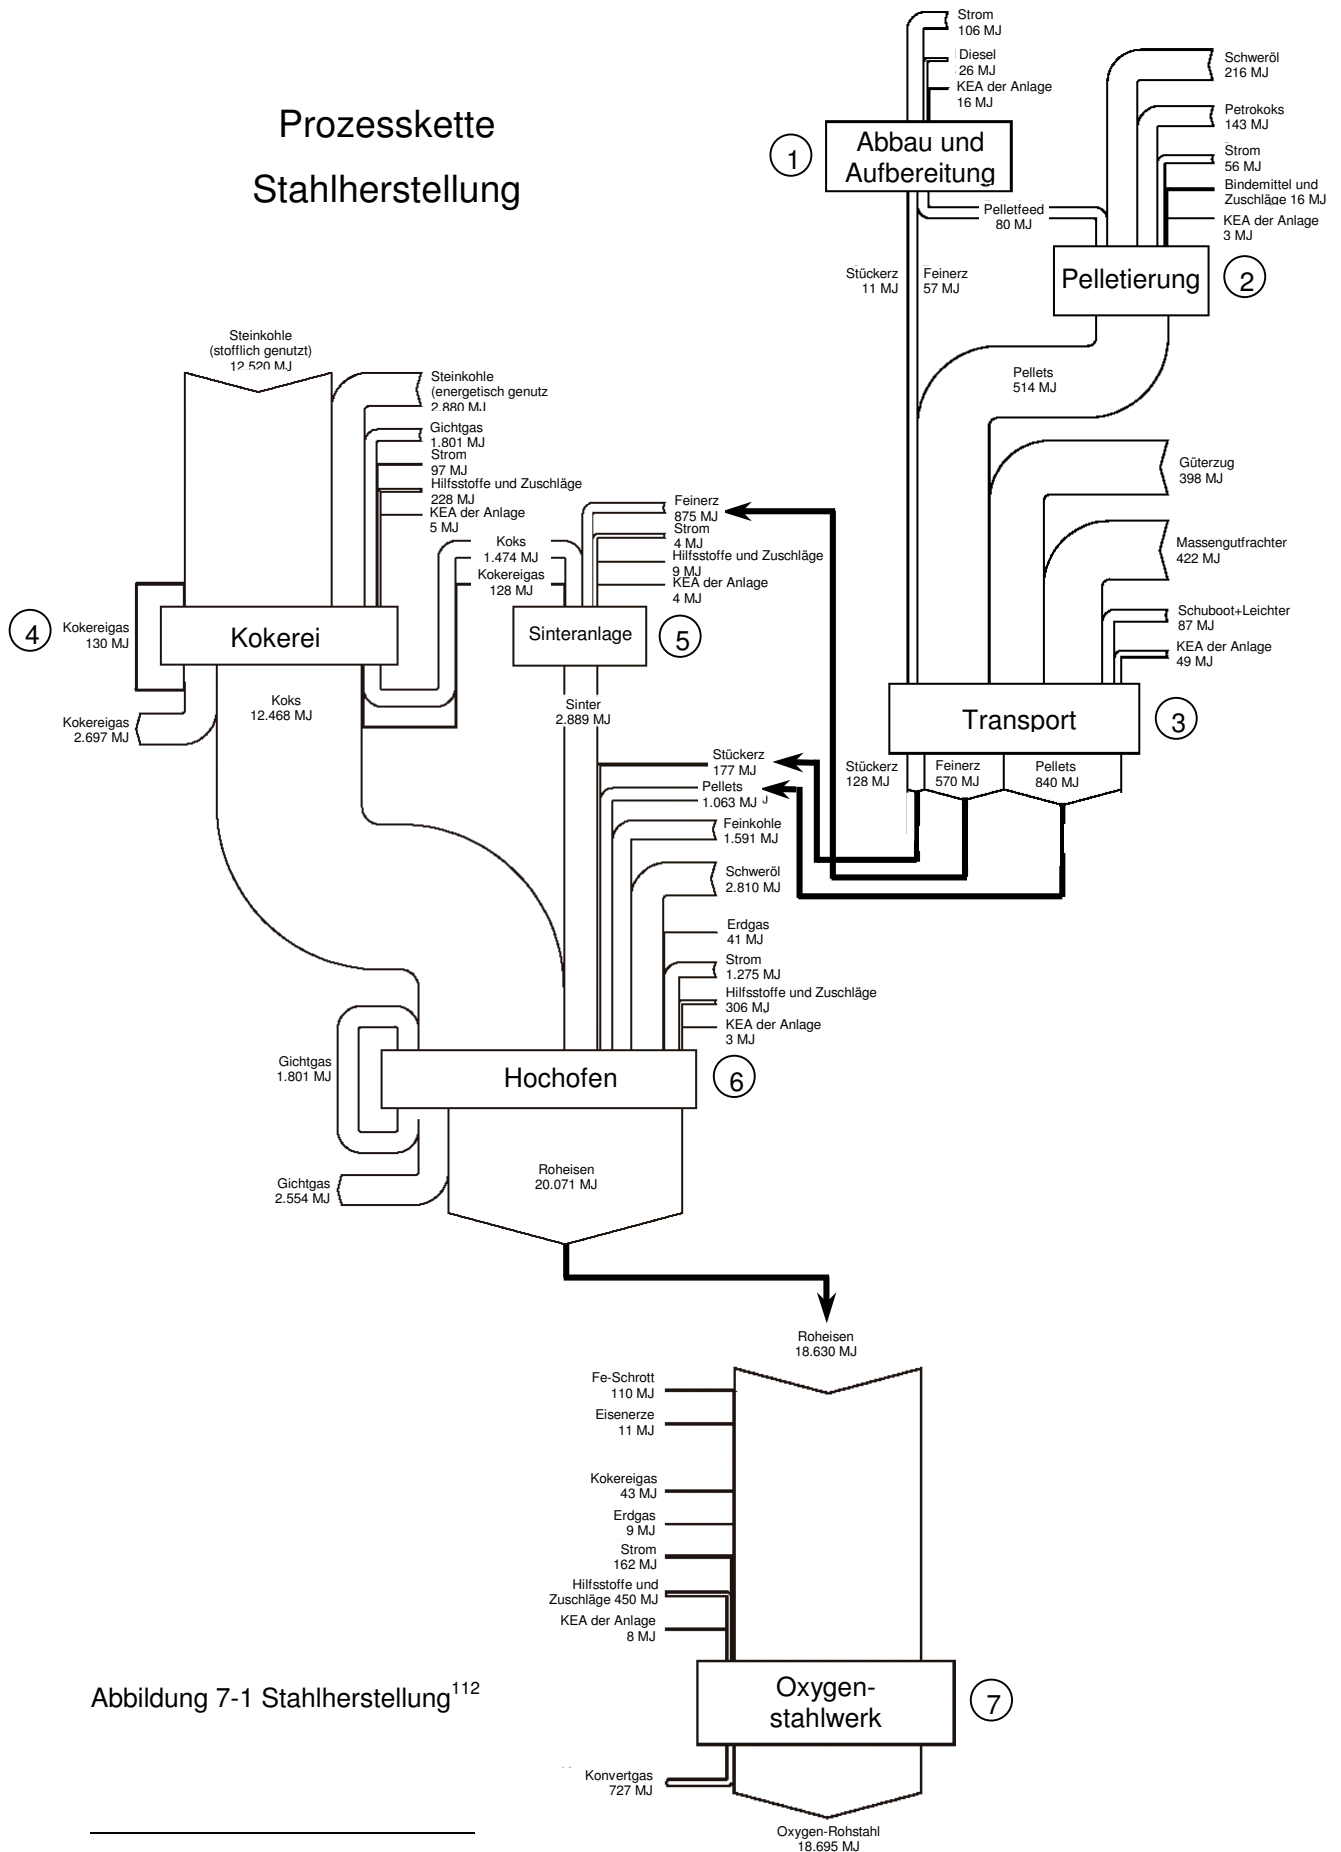 Prozesskette
Stahlherstellung
Strom
106 MJ
Diesel
26 MJ
KEA der Anlage
16 MJ
1
Abbau und
Aufbereitung
Schweröl
216 MJ
Petrokoks
143 MJ
Strom
56 MJ
Bindemittel und
Zuschläge 16 MJ
KEA der Anlage
3 MJ
Pelletfeed
80 MJ
Pelletierung
2
Stückerz
11 MJ
Feinerz
57 MJ
Pellets
514 MJ
Güterzug
398 MJ
Massengutfrachter
422 MJ
Schuboot+Leichter
87 MJ
KEA der Anlage
49 MJ
Transport
3
Stückerz
128 MJ
Feinerz
570 MJ
Pellets
840 MJ
Steinkohle
(stofflich genutzt)
12.520 MJ
Steinkohle
(energetisch genutz
2.880 MJ
Gichtgas
1.801 MJ
Strom
97 MJ
Hilfsstoffe und Zuschläge
228 MJ
KEA der Anlage
5 MJ
4
Kokereigas
130 MJ
Kokerei
Kokereigas
2.697 MJ
Koks
12.468 MJ
Koks
1.474 MJ
Kokereigas
128 MJ
Feinerz
875 MJ
Strom
4 MJ
Hilfsstoffe und Zuschläge
9 MJ
KEA der Anlage
4 MJ
Sinteranlage
5
Sinter
2.889 MJ
Stückerz
177 MJ
Pellets
1.063 MJ
Feinkohle
1.591 MJ
Schweröl
2.810 MJ
Erdgas
41 MJ
Strom
1.275 MJ
Hilfsstoffe und Zuschläge
306 MJ
KEA der Anlage
3 MJ
Gichtgas
1.801 MJ
Hochofen
6
Gichtgas
2.554 MJ
Roheisen
20.071 MJ
Roheisen
18.630 MJ
Fe-Schrott
110 MJ
Eisenerze
11 MJ
Kokereigas
43 MJ
Erdgas
9 MJ
Strom
162 MJ
Hilfsstoffe und
Zuschläge 450 MJ
KEA der Anlage
8 MJ
Oxygen-
stahlwerk
7
Konvertgas
727 MJ
Oxygen-Rohstahl
18.695 MJ
Abbildung 7-1 Stahlherstellung112